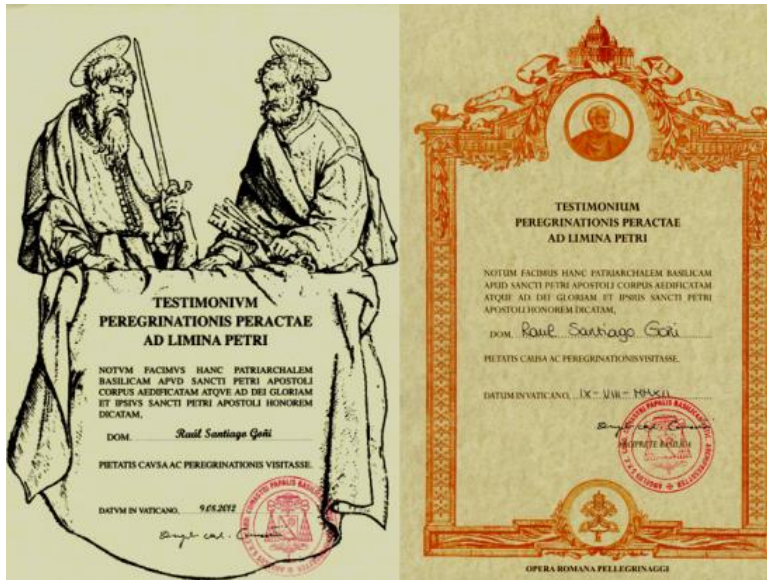 TESTIMONIVM
PEREGRINATIONIS PERACTAE
AD LIMINA PETRI
NOTVM FACIMVS HANC PATRIARCHALEM
BASILICAM APVD SANCTI PETRI APOSTOLI
CORPUS AEDIFICATAM ATQVE AD DEI GLORIAM
ET IPSIVS SANCTI PETRI APOSTOLI HONOREM
DICATAM,
DOM. Raúl Santiago Goñi
PIETATIS CAVSA AC PEREGRINATIONIS VISITASSE.
DATVM IN VATICANO, 9.08.2012
TESTIMONIUM
PEREGRINATIONIS PERACTAE
AD LIMINA PETRI
NOTUM FACIMUS HANC PATRIARCHALEM BASILICAM
APUD SANCTI PETRI APOSTOLI CORPUS AEDIFICATAM
ATQUE AD DEI GLORIAM ET IPSIUS SANCTI PETRI
APOSTOLI HONOREM DICATAM,
DOM. Raul Santiago Goñi
PIETATIS CAUSA AC PEREGRINATIONIS VISITASSE.
DATUM IN VATICANO, IX - VIII - MMXII
OPERA ROMANA PELLEGRINAGGI